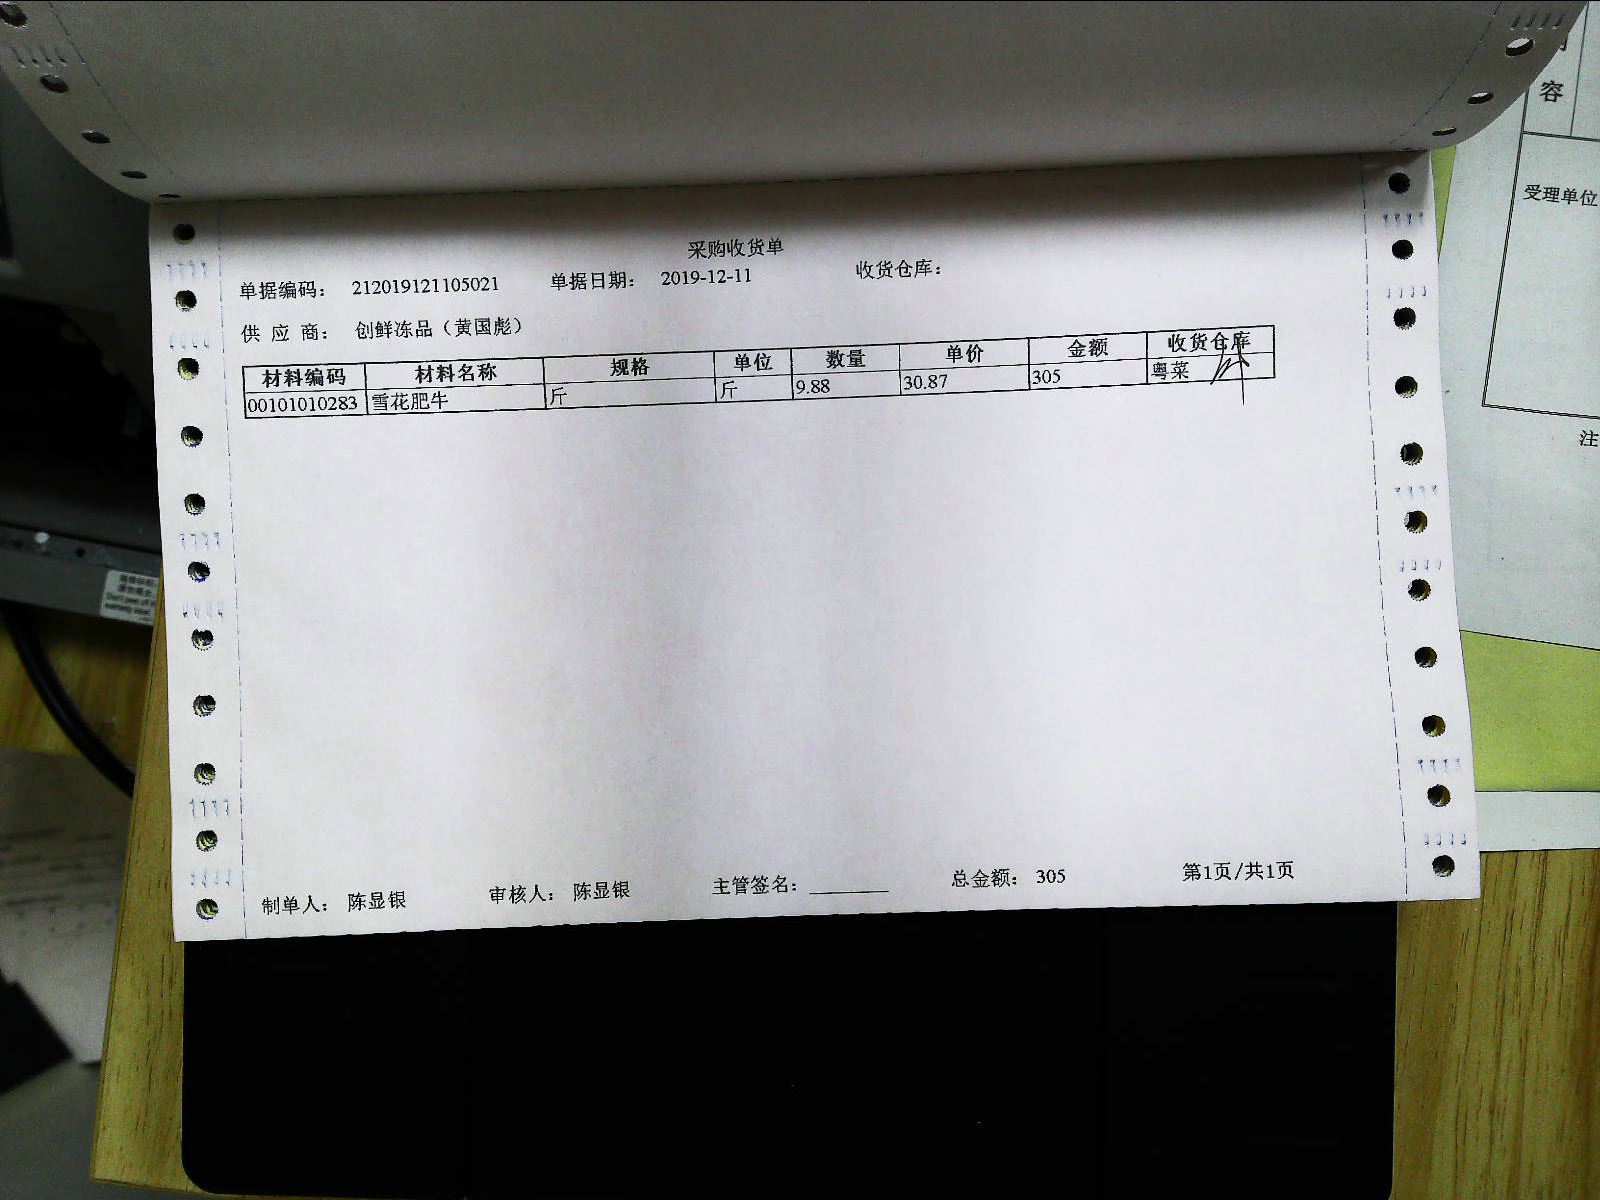 采购收货单
单据编码： 212019121105021 单据日期： 2019-12-11 收货仓库：
供 应 商： 创鲜冻品（黄国彪）
材料编码 材料名称 规格 单位 数量 单价 金额 收货仓库
00101010283 雪花肥牛 斤 斤 9.88 30.87 305 粤菜
制单人： 陈显银 审核人： 陈显银 主管签名：________ 总金额： 305 第1页/共1页
容
受理单位
注